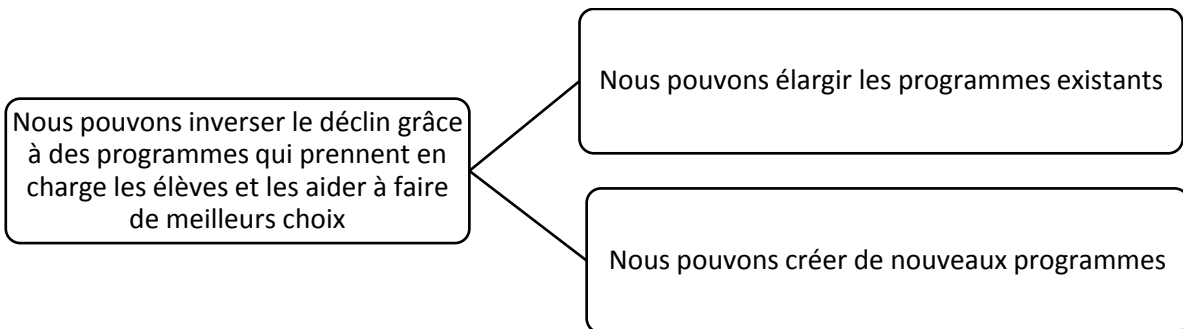 Nous pouvons inverser le déclin grâce
à des programmes qui prennent en
charge les élèves et les aider à faire
de meilleurs choix
Nous pouvons élargir les programmes existants
Nous pouvons créer de nouveaux programmes